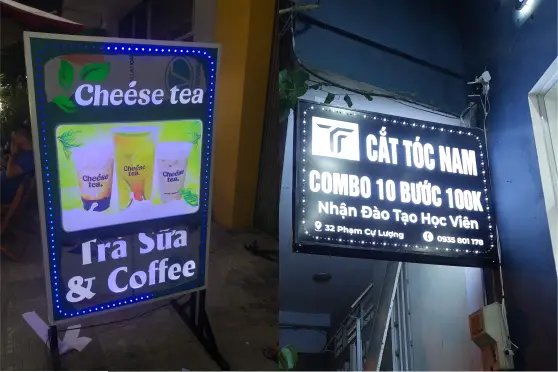 Cheése tea
Cheése
tea.
Cheése
tea.
Cheése
tea.
Trà Sữa
& Coffee
CẮT TÓC NAM
COMBO 10 BƯỚC 100K
Nhận Đào Tạo Học Viên
32 Phạm Cự Lượng
0935 801 178